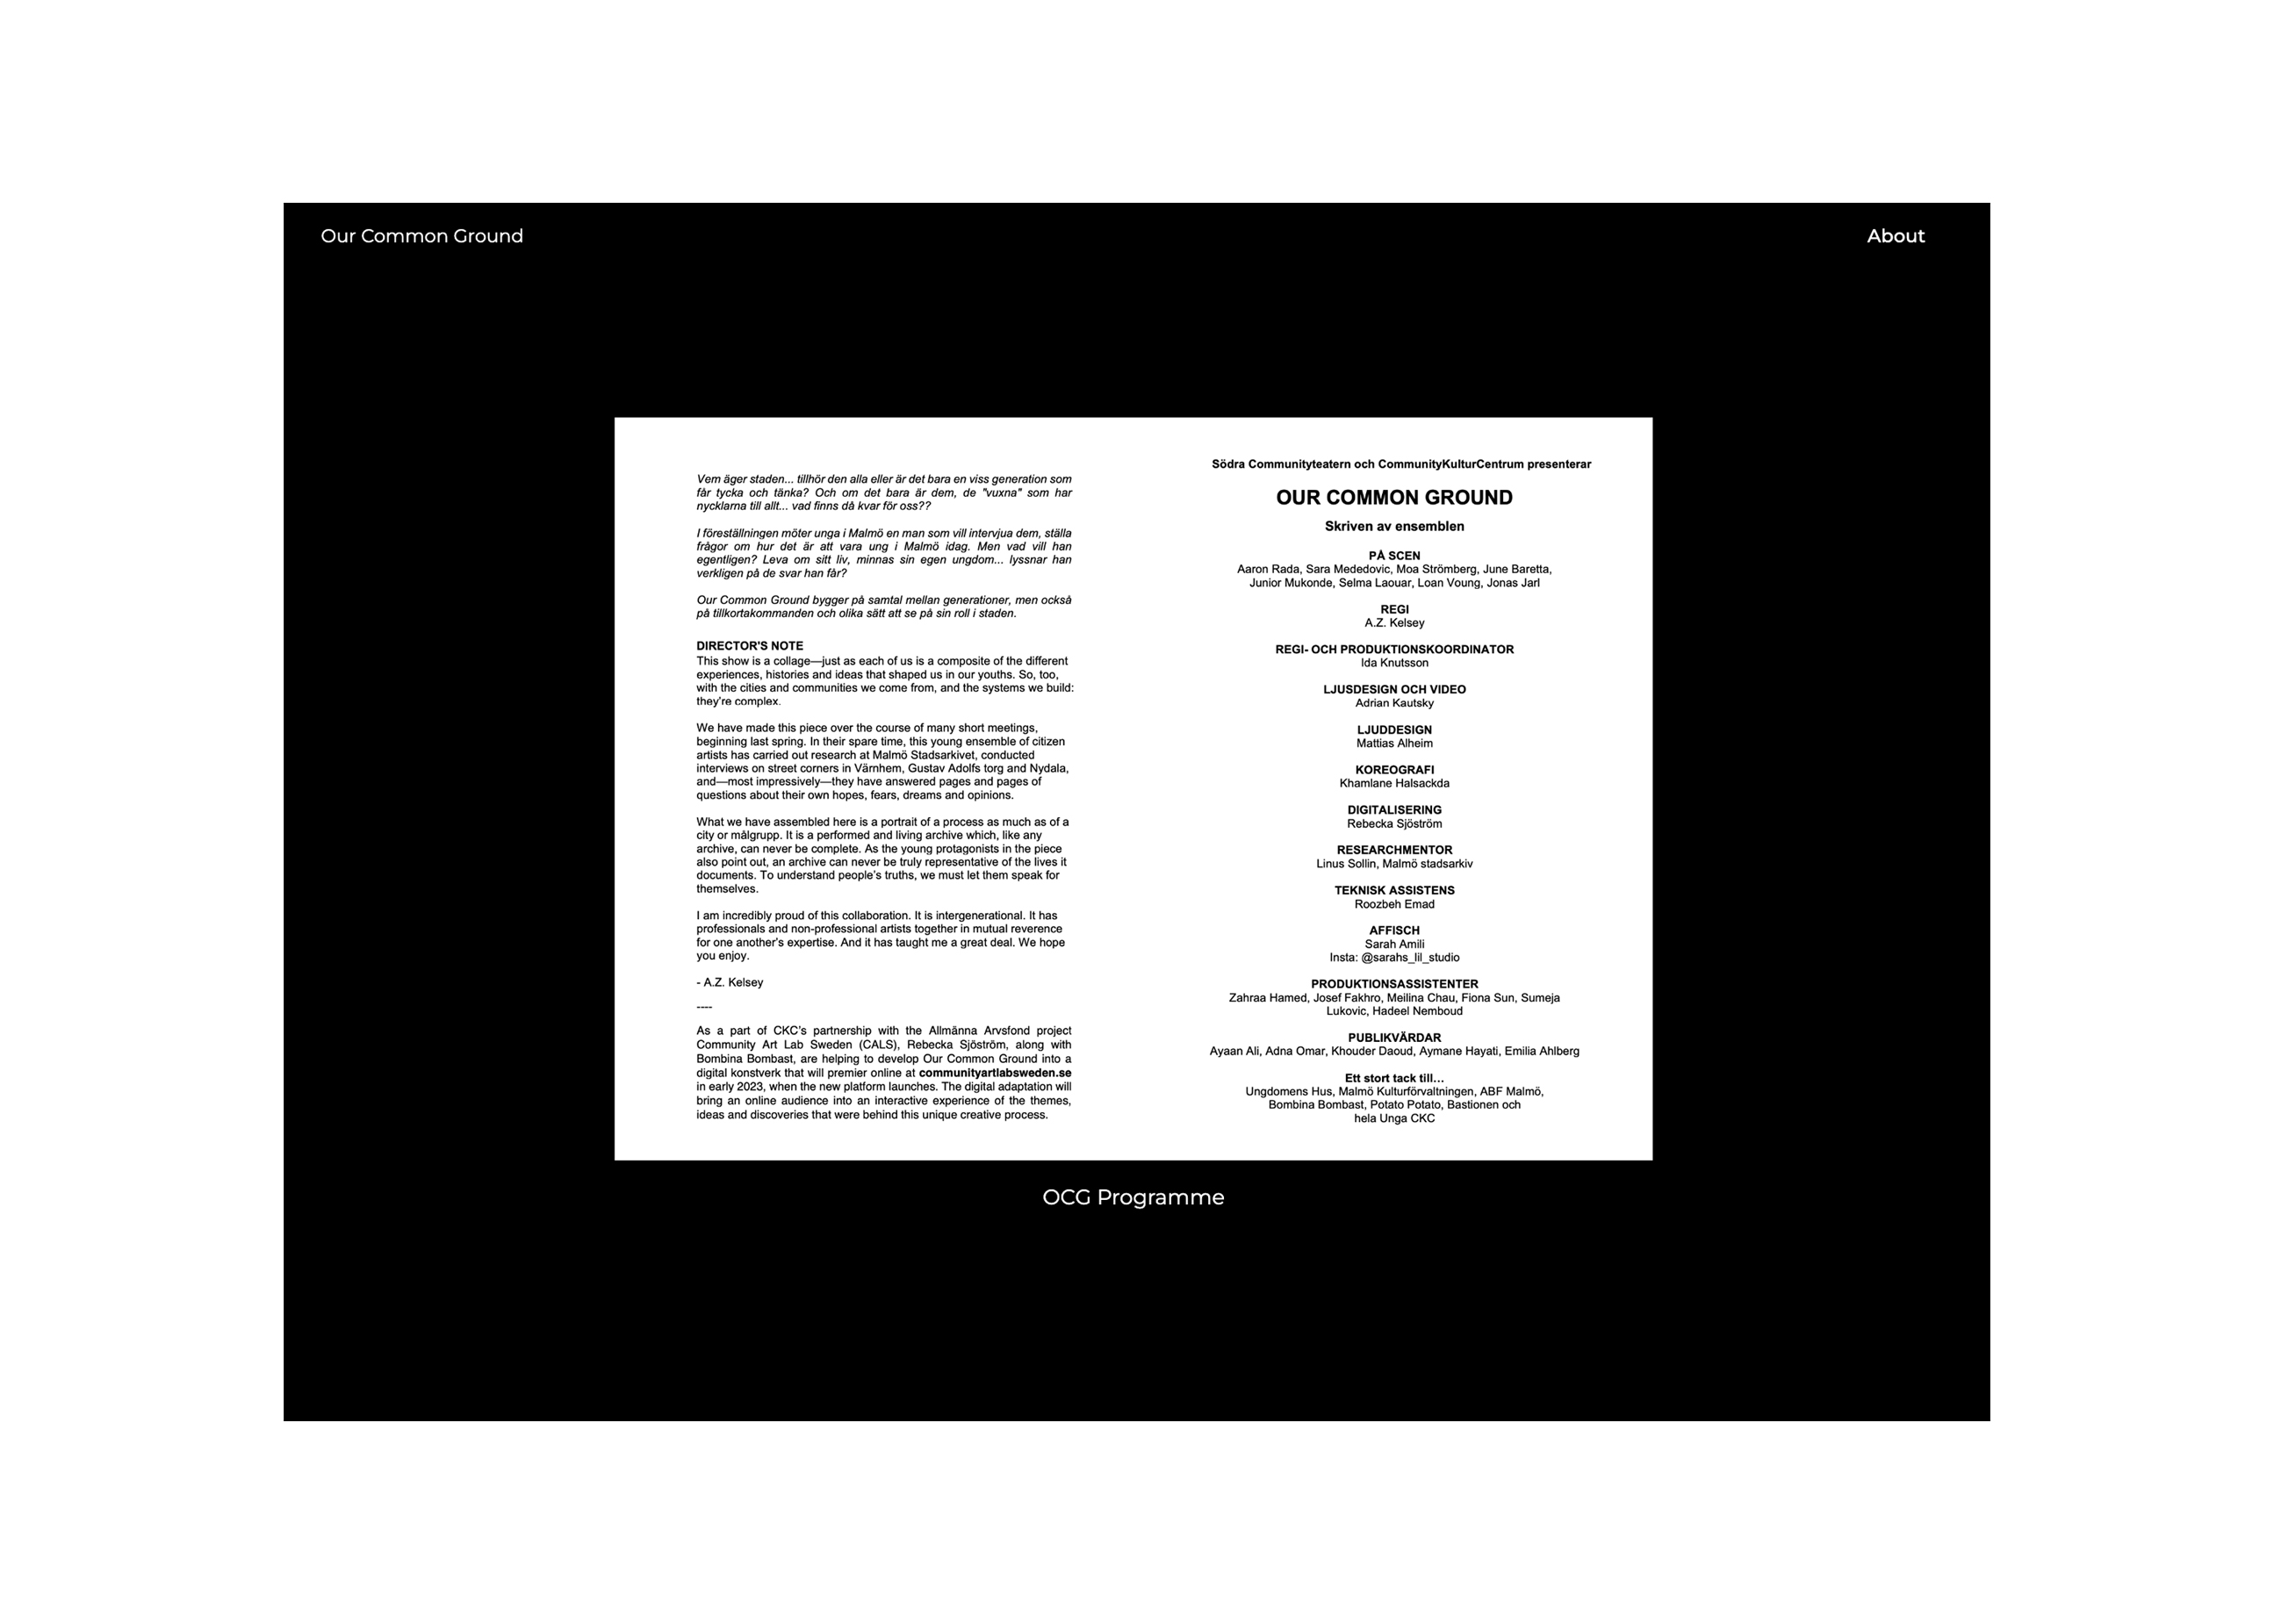 Our Common Ground
About
Vem äger staden... tillhör den alla eller är det bara en viss generation som
får tycka och tänka? Och om det bara är dem, de "vuxna" som har
nycklarna till allt... vad finns då kvar för oss??
I föreställningen möter unga i Malmö en man som vill intervjua dem, ställa
frågor om hur det är att vara ung i Malmö idag. Men vad vill han
egentligen? Leva om sitt liv, minnas sin egen ungdom... lyssnar han
verkligen på de svar han får?
Our Common Ground bygger på samtal mellan generationer, men också
på tillkortakommanden och olika sätt att se på sin roll i staden.
DIRECTOR'S NOTE
This show is a collage—just as each of us is a composite of the different
experiences, histories and ideas that shaped us in our youths. So, too,
with the cities and communities we come from, and the systems we build:
they're complex.
We have made this piece over the course of many short meetings,
beginning last spring. In their spare time, this young ensemble of citizen
artists has carried out research at Malmö Stadsarkivet, conducted
interviews on street corners in Värnhem, Gustav Adolfs torg and Nydala,
and—most impressively—they have answered pages and pages of
questions about their own hopes, fears, dreams and opinions.
What we have assembled here is a portrait of a process as much as of a
city or målgrupp. It is a performed and living archive which, like any
archive, can never be complete. As the young protagonists in the piece
also point out, an archive can never be truly representative of the lives it
documents. To understand people's truths, we must let them speak for
themselves.
I am incredibly proud of this collaboration. It is intergenerational. It has
professionals and non-professional artists together in mutual reverence
for one another's expertise. And it has taught me a great deal. We hope
you enjoy.
- A.Z. Kelsey
----
As a part of CKC's partnership with the Allmänna Arvsfond project
Community Art Lab Sweden (CALS), Rebecka Sjöström, along with
Bombina Bombast, are helping to develop Our Common Ground into a
digital konstverk that will premier online at communityartlabsweden.se
in early 2023, when the new platform launches. The digital adaptation will
bring an online audience into an interactive experience of the themes,
ideas and discoveries that were behind this unique creative process.
Södra Communityteatern och CommunityKulturCentrum presenterar
OUR COMMON GROUND
Skriven av ensemblen
PÅ SCEN
Aaron Rada, Sara Mededovic, Moa Strömberg, June Baretta,
Junior Mukonde, Selma Laouar, Loan Voung, Jonas Jarl
REGI
A.Z. Kelsey
REGI- OCH PRODUKTIONSKOORDINATOR
Ida Knutsson
LJUSDESIGN OCH VIDEO
Adrian Kautsky
LJUDDESIGN
Mattias Alheim
KOREOGRAFI
Khamlane Halsackda
DIGITALISERING
Rebecka Sjöström
RESEARCHMENTOR
Linus Sollin, Malmö stadsarkiv
TEKNISK ASSISTENS
Roozbeh Emad
AFFISCH
Sarah Amili
Insta: @sarahs_lil_studio
PRODUKTIONSASSISTENTER
Zahraa Hamed, Josef Fakhro, Meilina Chau, Fiona Sun, Sumeja
Lukovic, Hadeel Nemboud
PUBLIKVÄRDAR
Ayaan Ali, Adna Omar, Khouder Daoud, Aymane Hayati, Emilia Ahlberg
Ett stort tack till...
Ungdomens Hus, Malmö Kulturförvaltningen, ABF Malmö,
Bombina Bombast, Potato Potato, Bastionen och
hela Unga CKC
OCG Programme